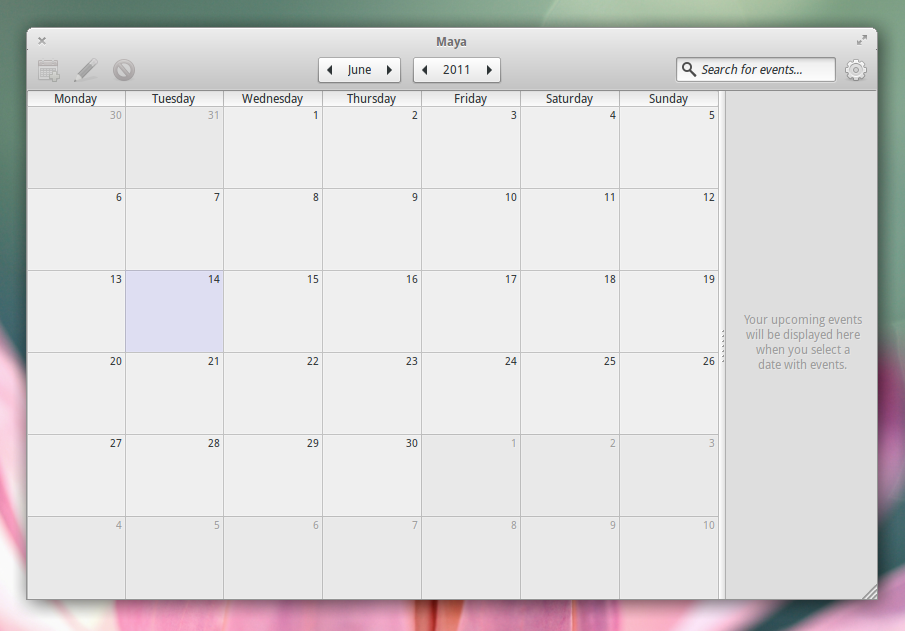 Maya
June 2011 Search for events...
Monday Tuesday Wednesday Thursday Friday Saturday Sunday
30 31 1 2 3 4 5
6 7 8 9 10 11 12
13 14 15 16 17 18 19
20 21 22 23 24 25 26
27 28 29 30 1 2 3
4 5 6 7 8 9 10
Your upcoming events
will be displayed here
when you select a
date with events.